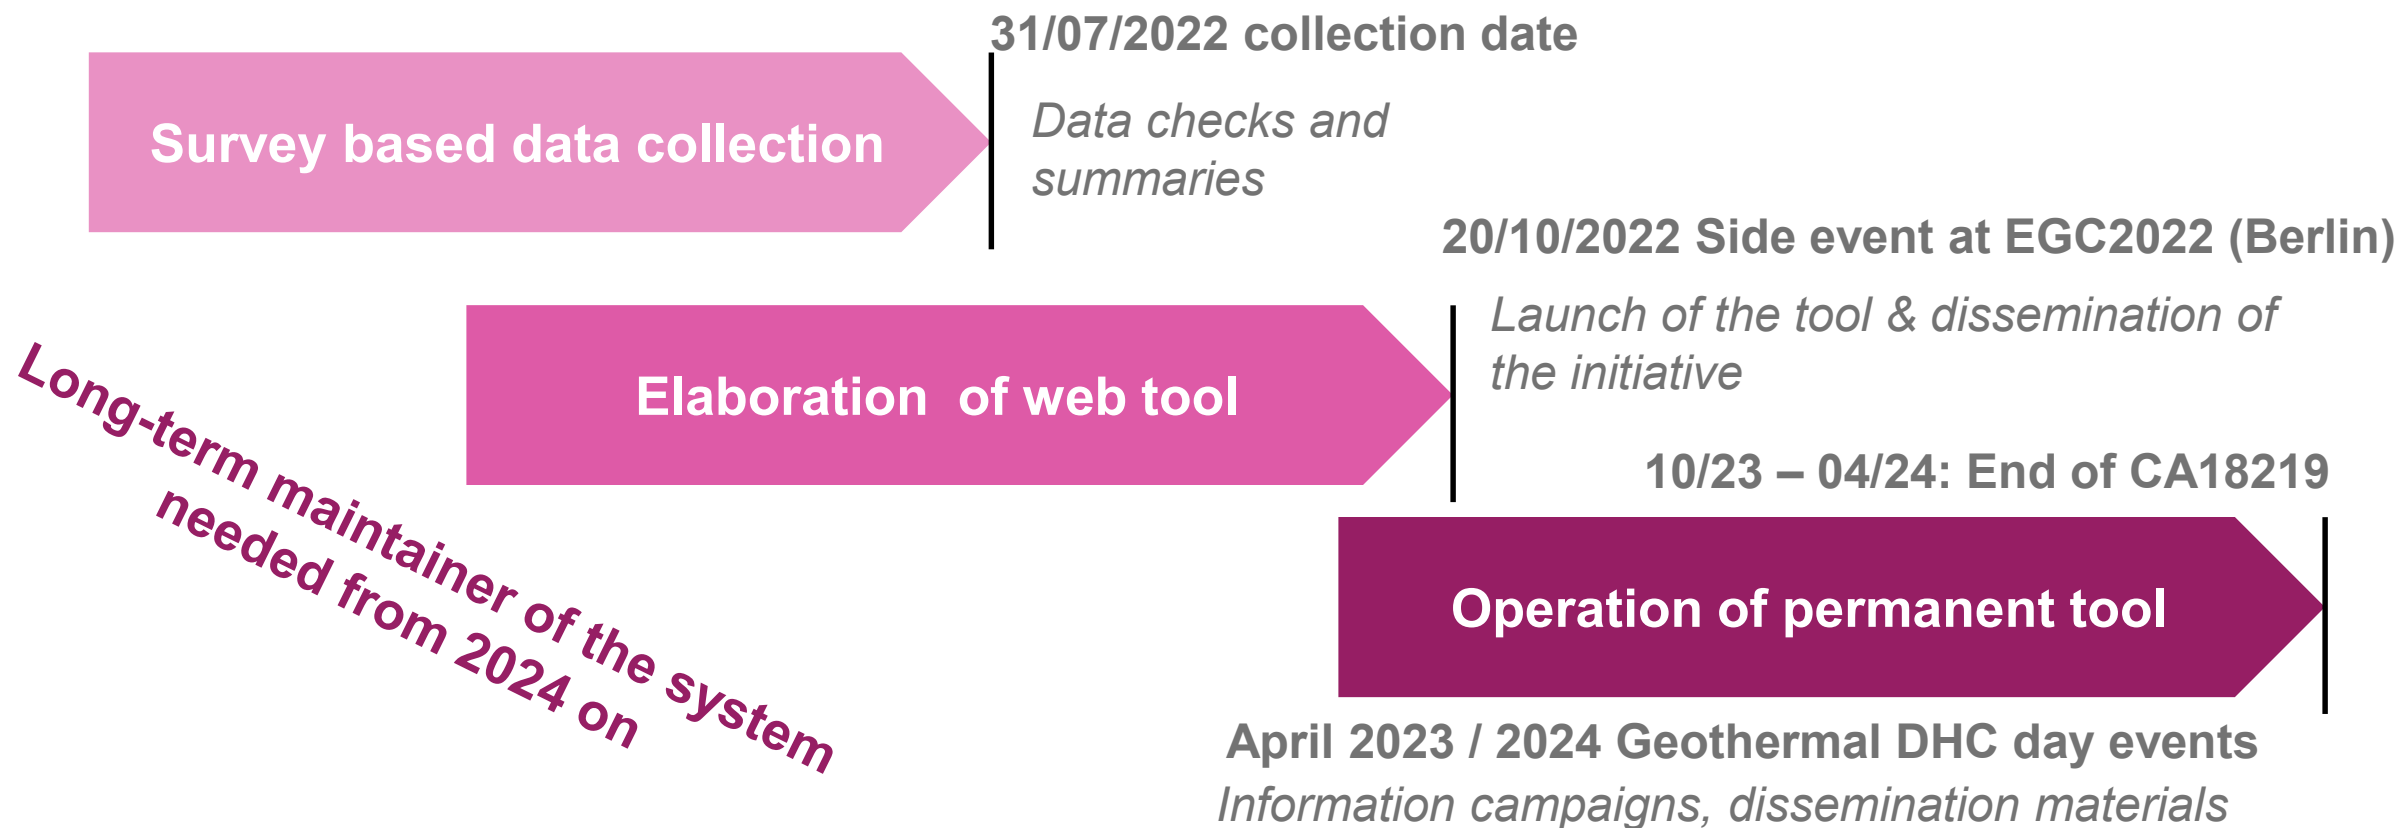 31/07/2022 collection date
Survey based data collection
Data checks and
summaries
20/10/2022 Side event at EGC2022 (Berlin)
Elaboration  of web tool
Launch of the tool & dissemination of
the initiative
Long-term maintainer of the system
needed from 2024 on
10/23 – 04/24: End of CA18219
Operation of permanent tool
April 2023 / 2024 Geothermal DHC day events
Information campaigns, dissemination materials